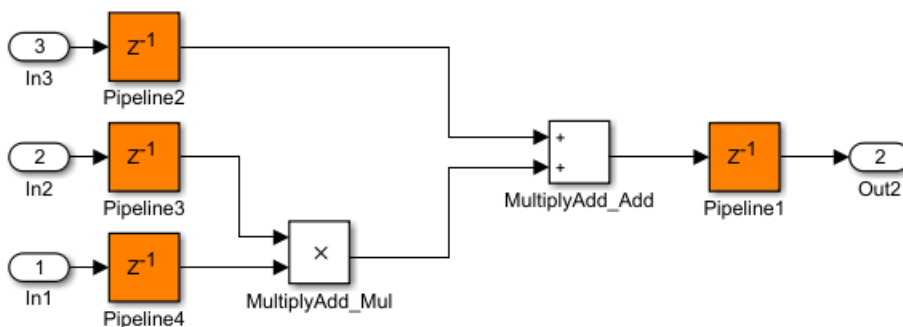 3
In3
Z-1
Pipeline2
2
In2
Z-1
Pipeline3
1
In1
Z-1
Pipeline4
×
MultiplyAdd_Mul
+
+
MultiplyAdd_Add
Z-1
Pipeline1
2
Out2